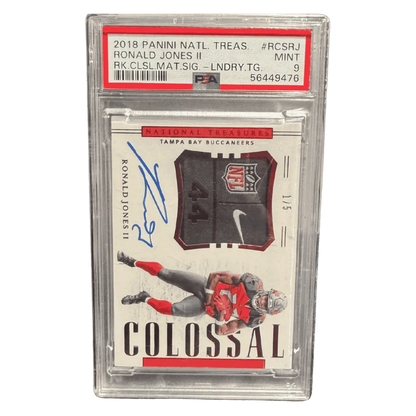 2018 PANINI NATL. TREAS. #RCSRJ
RONALD JONES II MINT
RK.CLSL.MAT.SIG.-LNDRY.TG. 9
PSA 56449476
NATIONAL TREASURES
TAMPA BAY BUCCANEERS
RONALD JONES II
NFL
44
1/5
COLOSSAL